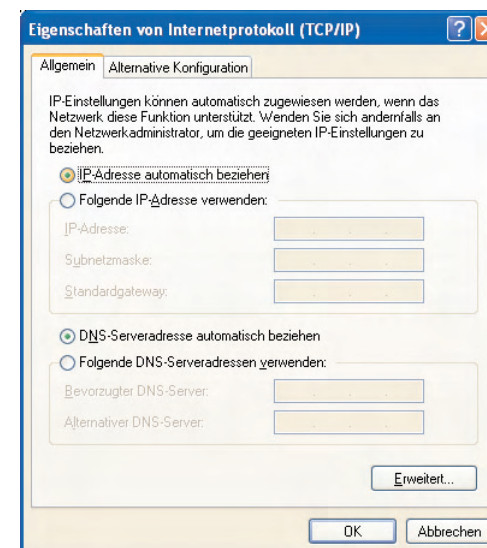 Eigenschaften von Internetprotokoll (TCP/IP)
Allgemein
Alternative Konfiguration
IP-Einstellungen können automatisch zugewiesen werden, wenn das
Netzwerk diese Funktion unterstützt. Wenden Sie sich andernfalls an
den Netzwerkadministrator, um die geeigneten IP-Einstellungen zu
beziehen.
IP-Adresse automatisch beziehen
Folgende IP-Adresse verwenden:
IP-Adresse:
Subnetzmaske:
Standardgateway:
DNS-Serveradresse automatisch beziehen
Folgende DNS-Serveradressen verwenden:
Bevorzugter DNS-Server:
Alternativer DNS-Server:
Erweitert...
OK
Abbrechen